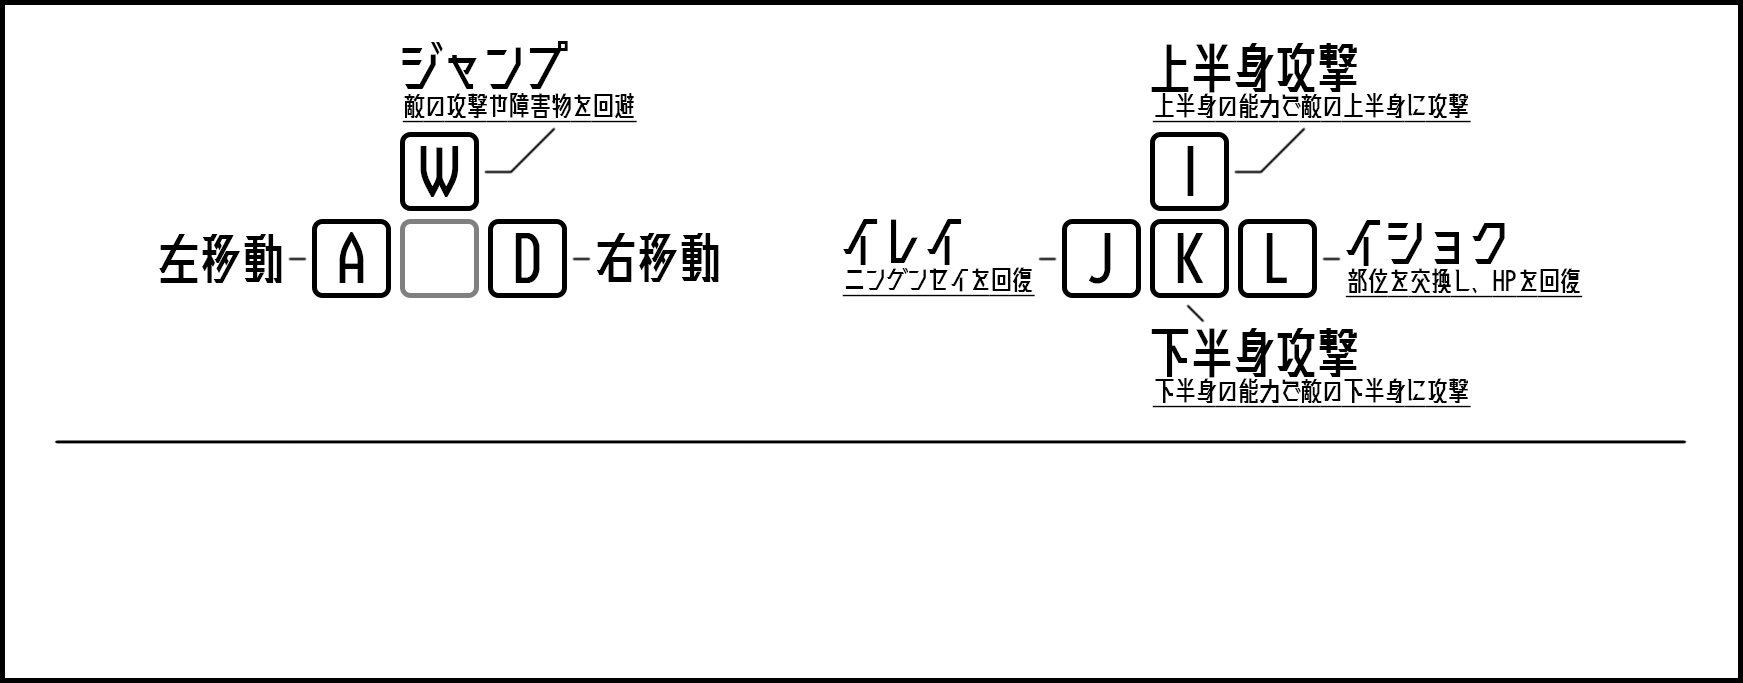 ジャンプ
敵の攻撃や障害物を回避
W
左移動
A
D
右移動
上半身攻撃
上半身の能力で敵の上半身に攻撃
I
イレイ
ニンゲンセイを回復
J
K
L
イショク
部位を交換し、HPを回復
下半身攻撃
下半身の能力で敵の下半身に攻撃